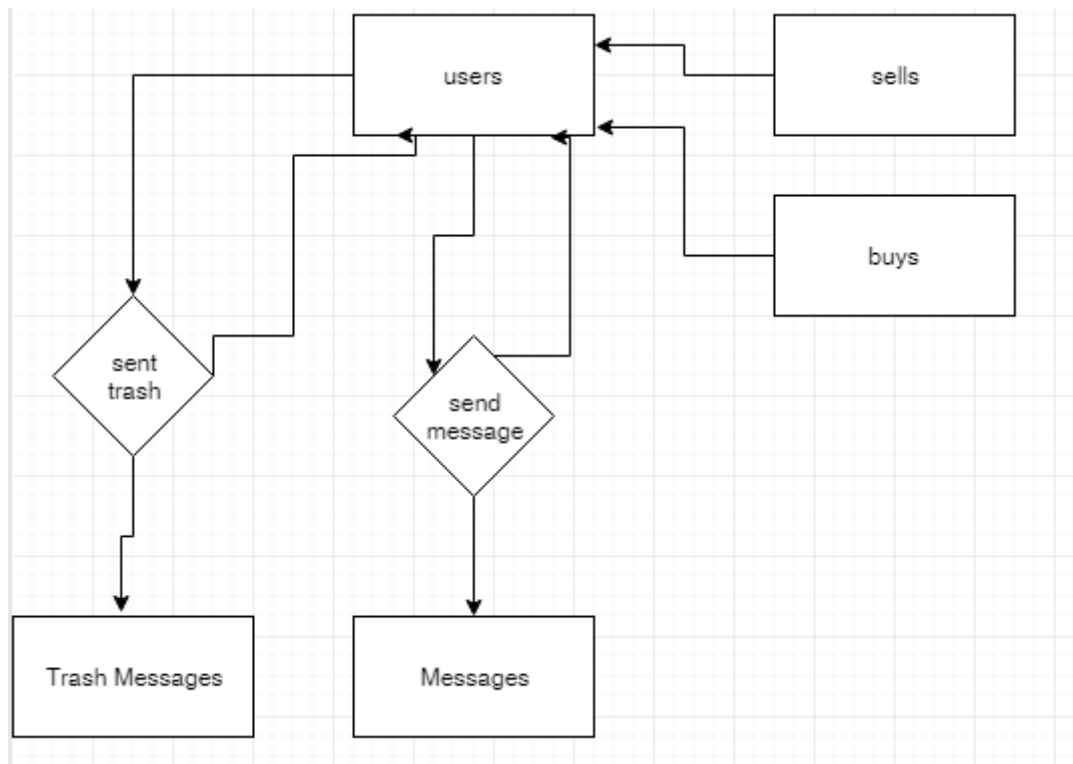 users
sells
buys
sent
trash
send
message
Trash Messages
Messages